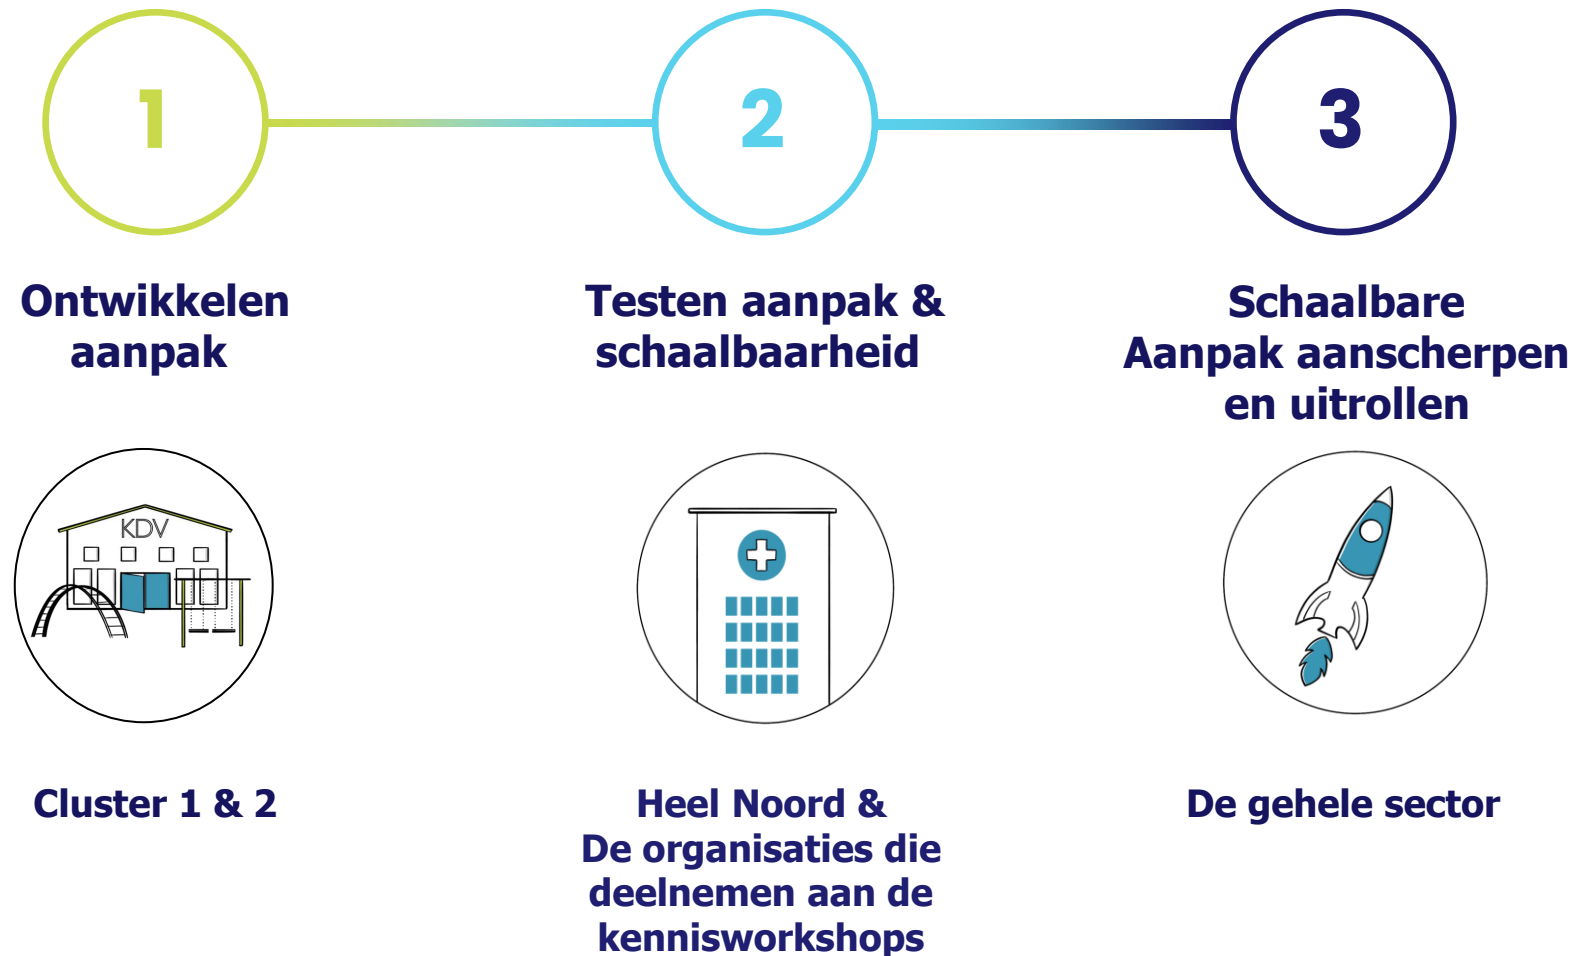 1
2
3
Ontwikkelen
aanpak
Testen aanpak &
schaalbaarheid
Schaalbare
Aanpak aanscherpen
en uitrollen
KDV
Cluster 1 & 2
Heel Noord &
De organisaties die
deelnemen aan de
kennisworkshops
De gehele sector